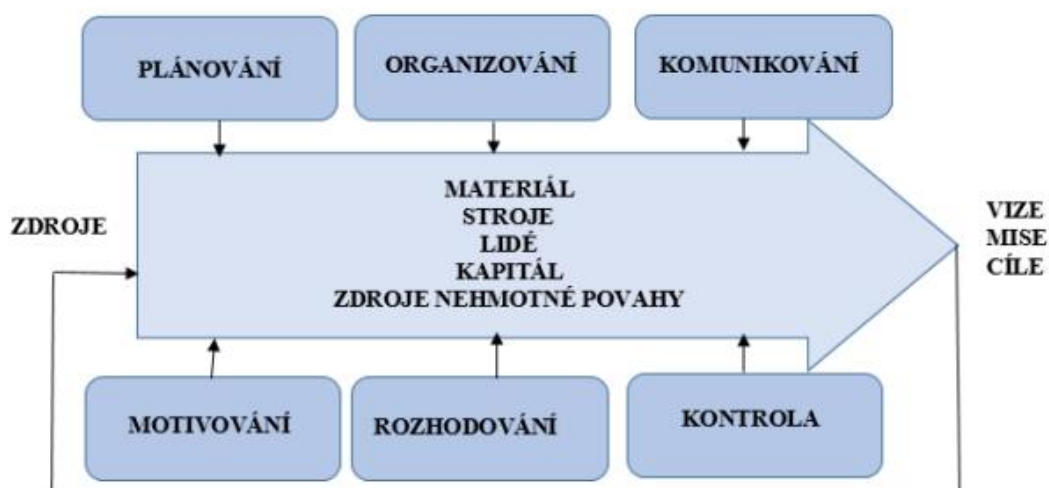 PLÁNOVÁNÍ
ORGANIZOVÁNÍ
KOMUNIKOVÁNÍ
ZDROJE
MATERIÁL
STROJE
LIDÉ
KAPITÁL
ZDROJE NEHMOTNÉ POVAHY
VIZE
MISE
CÍLE
MOTIVOVÁNÍ
ROZHODOVÁNÍ
KONTROLA